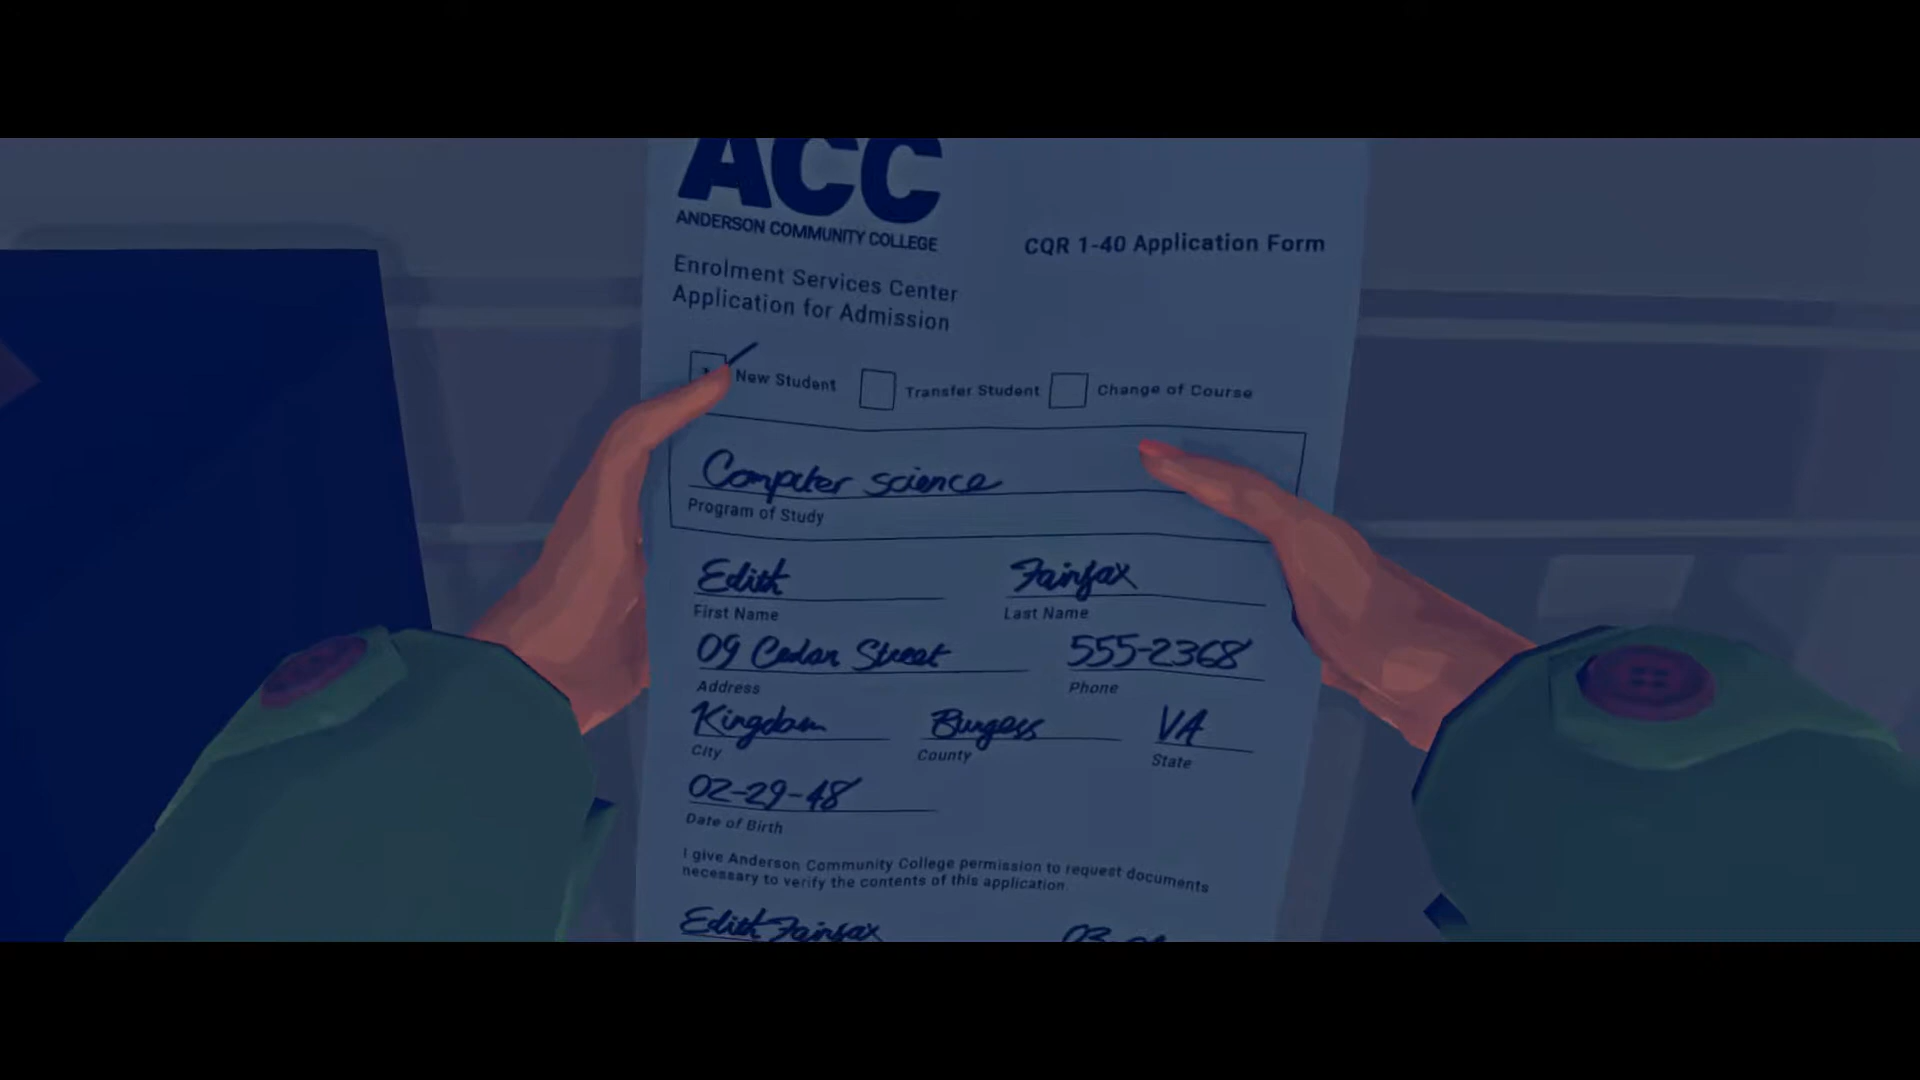 ACC
ANDERSON COMMUNITY COLLEGE
CQR 1-40 Application Form
Enrolment Services Center
Application for Admission
New Student Transfer Student Change of Course
Computer science
Program of Study
Edith Fairfax
First Name Last Name
09 Cedar Street 555-2368
Address Phone
Kingdom Burgess VA
City County State
02-29-48
Date of Birth
I give Anderson Community College permission to request documents
necessary to verify the contents of this application.
Edith Fairfax 03-